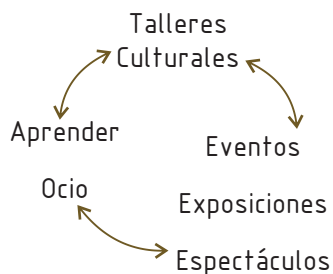 Talleres
Culturales
Aprender
Eventos
Ocio
Exposiciones
Espectáculos